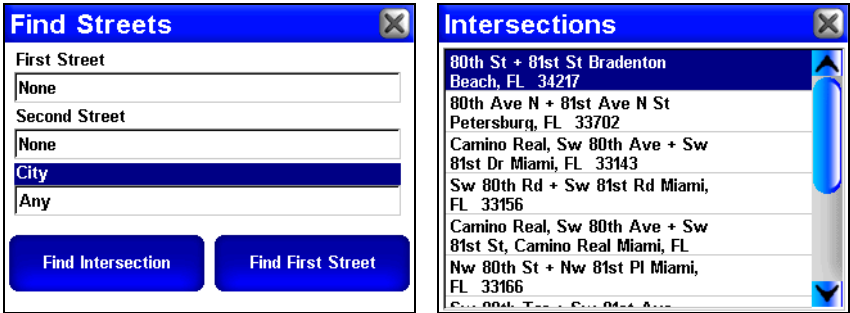 Find Streets
First Street
None
Second Street
None
City
Any
Find Intersection
Find First Street
Intersections
80th St + 81st St Bradenton
Beach, FL 34217
80th Ave N + 81st Ave N St
Petersburg, FL 33702
Camino Real, Sw 80th Ave + Sw
81st Dr Miami, FL 33143
Sw 80th Rd + Sw 81st Rd Miami,
FL 33156
Camino Real, Sw 80th Ave + Sw
81st St, Camino Real Miami, FL
Nw 80th St + Nw 81st Pl Miami,
FL 33166